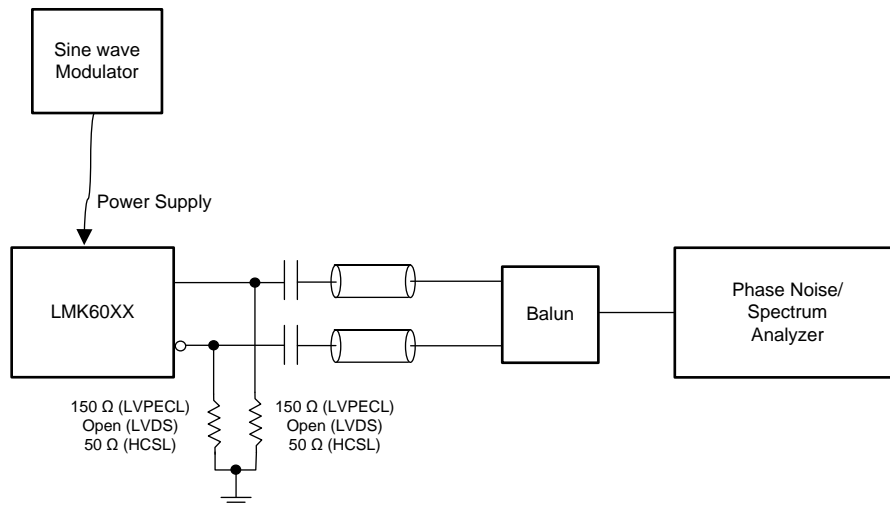 Sine wave
Modulator
Power Supply
LMK60XX
Balun
Phase Noise/
Spectrum
Analyzer
150 Ω (LVPECL)
Open (LVDS)
50 Ω (HCSL)
150 Ω (LVPECL)
Open (LVDS)
50 Ω (HCSL)